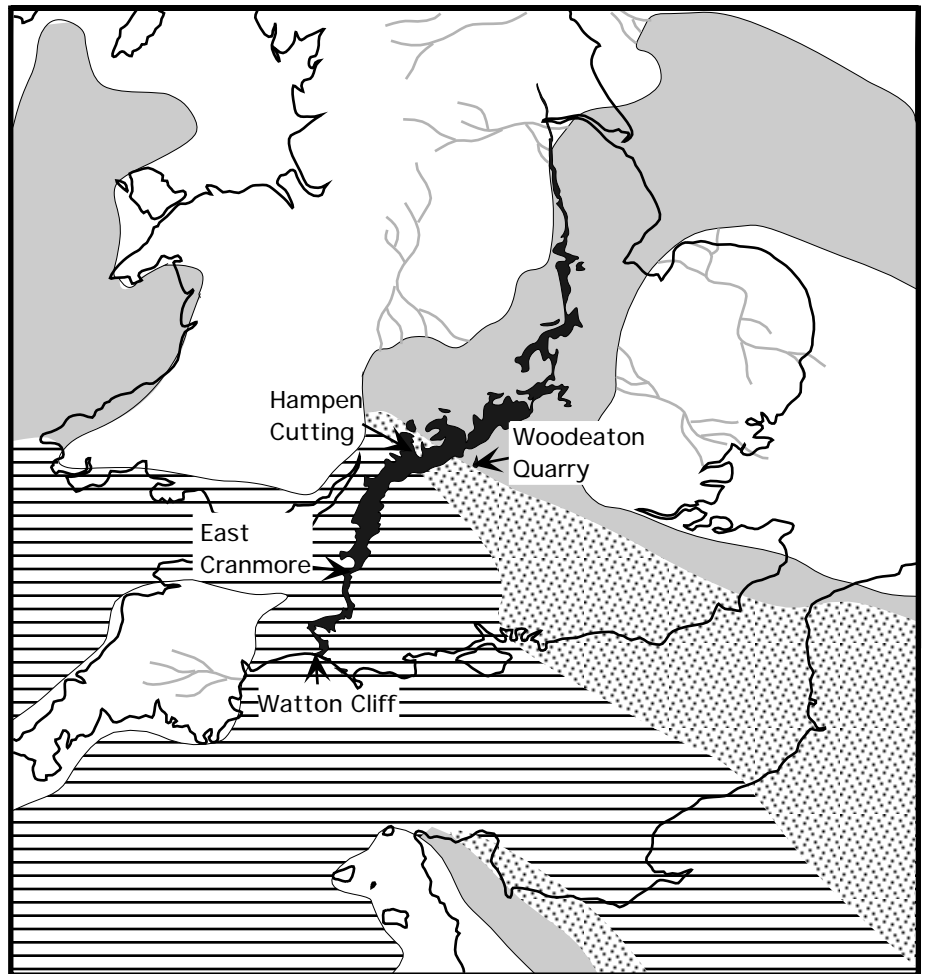 Hampen
Cutting
Woodeaton
Quarry
East
Cranmore
Watton Cliff